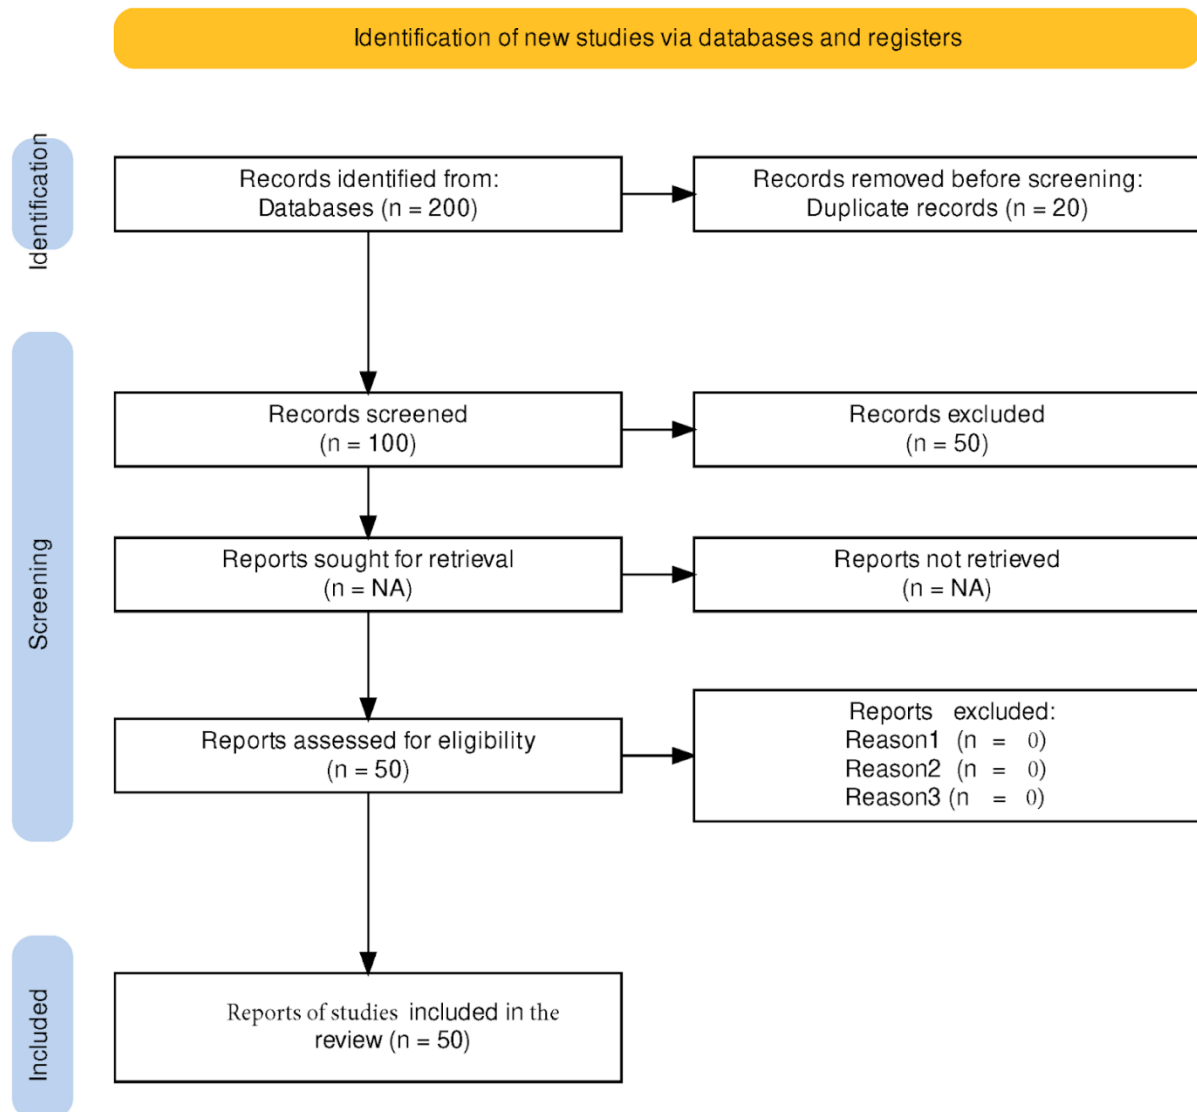 Identification of new studies via databases and registers
Identification
Records identified from:
Databases (n = 200)
Records removed before screening:
Duplicate records (n = 20)
Screening
Records screened
(n = 100)
Records excluded
(n = 50)
Reports sought for retrieval
(n = NA)
Reports not retrieved
(n = NA)
Reports assessed for eligibility
(n = 50)
Reports excluded:
Reason1 (n = 0)
Reason2 (n = 0)
Reason3 (n = 0)
Included
Reports of studies included in the
review (n = 50)